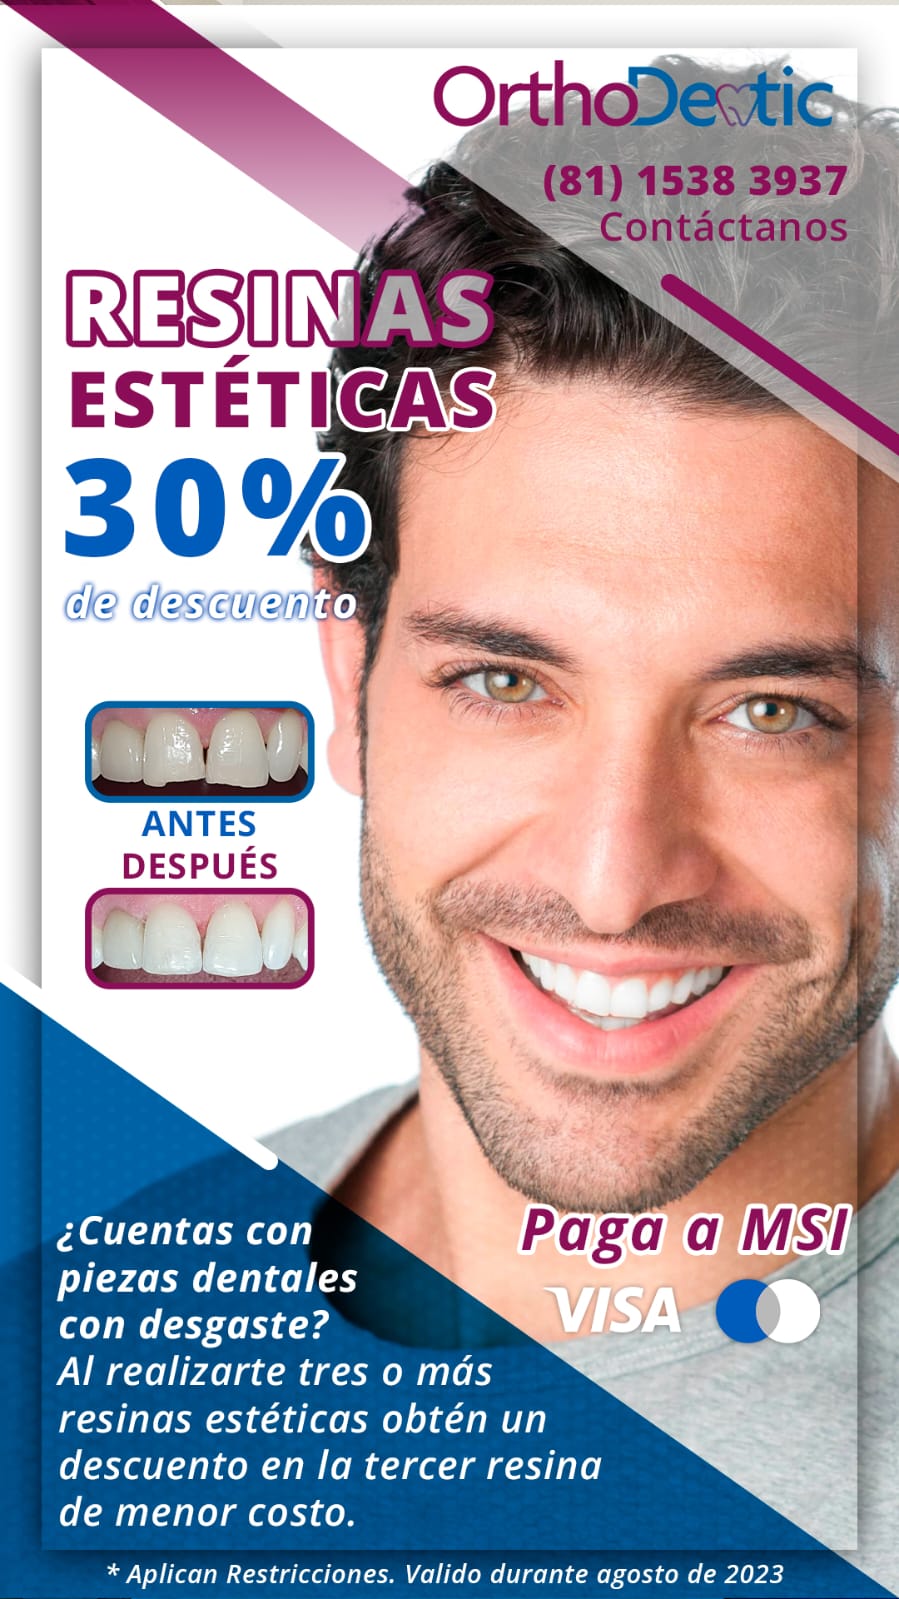 OrthoDentic
(81) 1538 3937
Contáctanos
RESINAS
ESTÉTICAS
30%
de descuento
ANTES
DESPUÉS
¿Cuentas con
piezas dentales
con desgaste?
Al realizarte tres o más
resinas estéticas obtén un
descuento en la tercer resina
de menor costo.
Paga a MSI
VISA
* Aplican Restricciones. Valido durante agosto de 2023